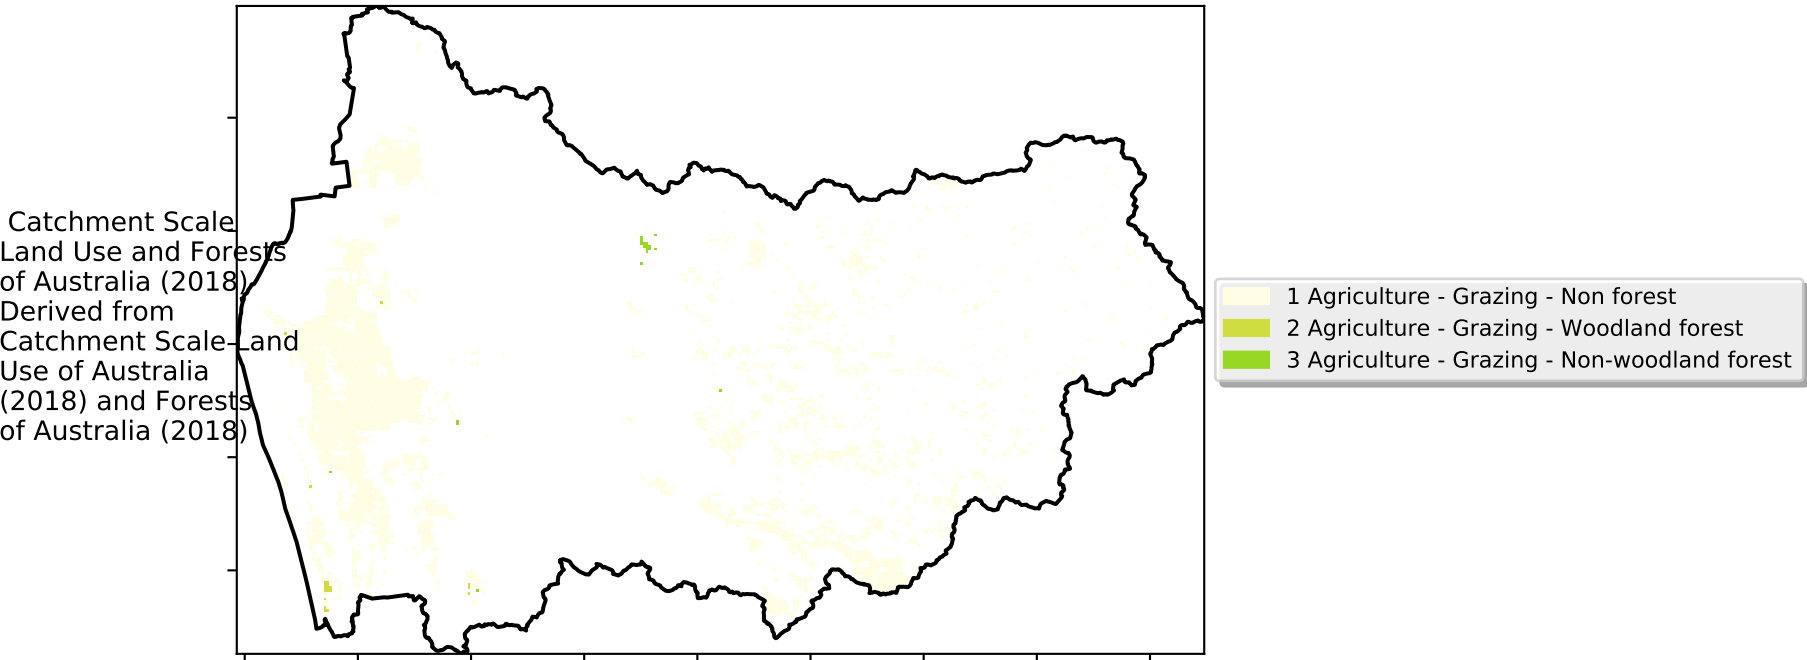 Catchment Scale
Land Use and Forests
of Australia (2018)
Derived from
Catchment Scale Land
Use of Australia
(2018) and Forests
of Australia (2018)
1 Agriculture - Grazing - Non forest
2 Agriculture - Grazing - Woodland forest
3 Agriculture - Grazing - Non-woodland forest